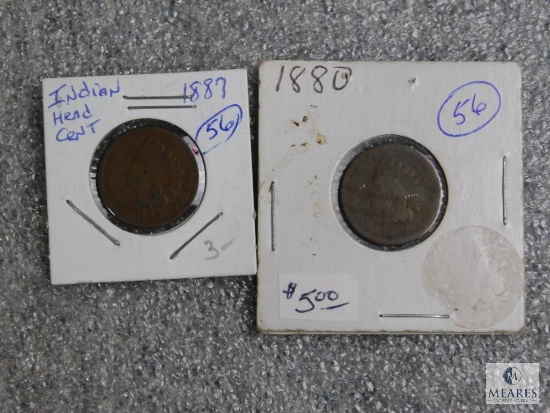 Indian 1887
Head
Cent
56
3-
1880
56
$5.00
MEARES